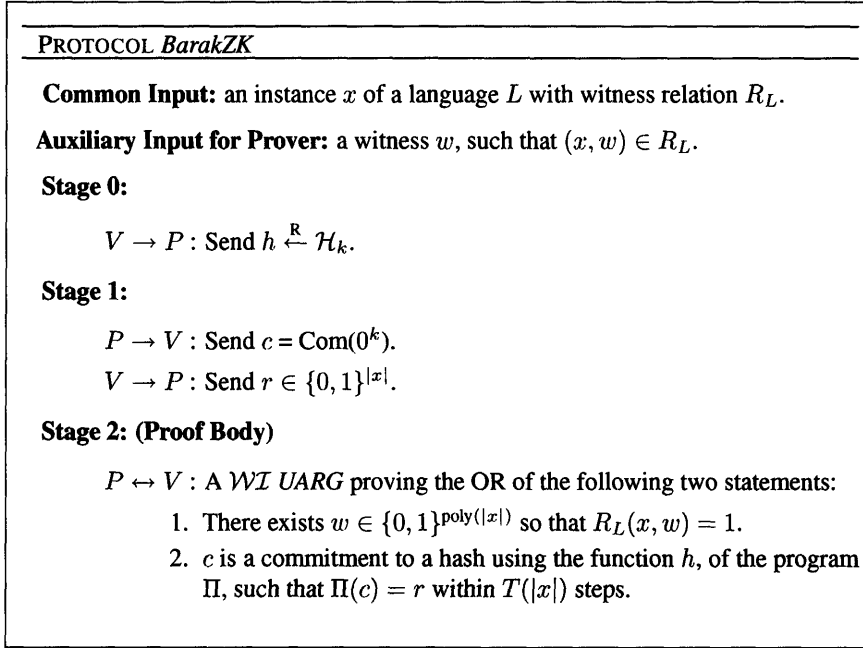 PROTOCOL BarakZK
Common Input: an instance x of a language L with witness relation R_L.
Auxiliary Input for Prover: a witness w, such that (x, w) ∈ R_L.
Stage 0:
V → P : Send h ←R H_k.
Stage 1:
P → V : Send c = Com(0^k).
V → P : Send r ∈ {0, 1}^{|x|}.
Stage 2: (Proof Body)
P ↔ V : A WI UARG proving the OR of the following two statements:
1. There exists w ∈ {0, 1}^{poly(|x|)} so that R_L(x, w) = 1.
2. c is a commitment to a hash using the function h, of the program
Π, such that Π(c) = r within T(|x|) steps.